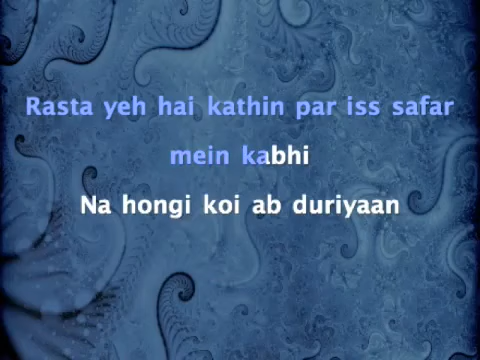 Rasta yeh hai kathin par iss safar
mein kabhi
Na hongi koi ab duriyaan